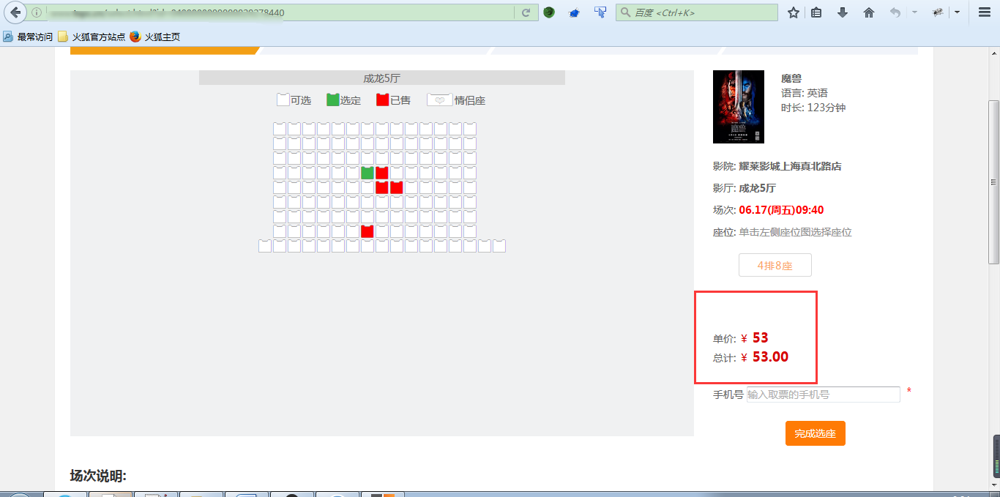 百度 <Ctrl+K>
最常访问 火狐官方站点 火狐主页
成龙5厅
可选 选定 已售 情侣座
魔兽
语言: 英语
时长: 123分钟
影院: 耀莱影城上海真北路店
影厅: 成龙5厅
场次: 06.17(周五)09:40
座位: 单击左侧座位图选择座位
4排8座
单价: ¥ 53
总计: ¥ 53.00
手机号 输入取票的手机号 *
完成选座
场次说明: